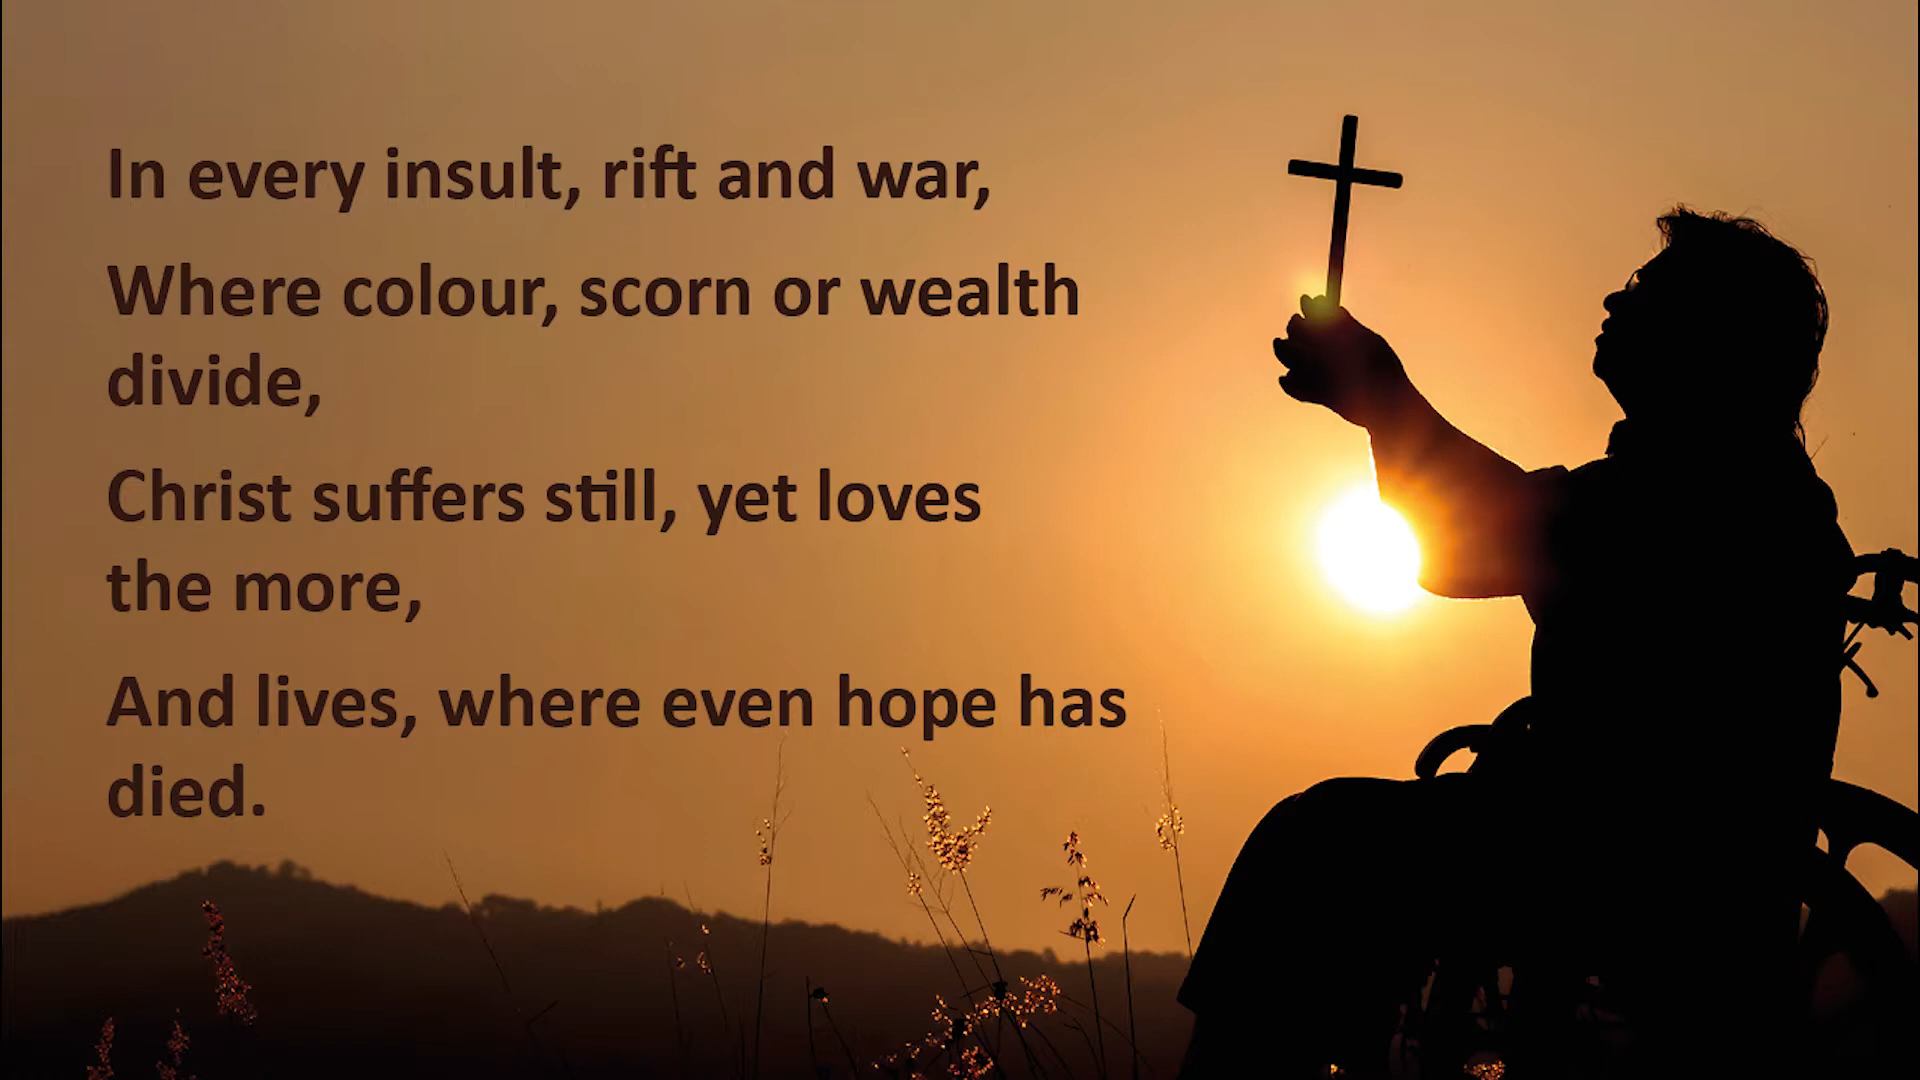 In every insult, rift and war,
Where colour, scorn or wealth
divide,
Christ suffers still, yet loves
the more,
And lives, where even hope has
died.